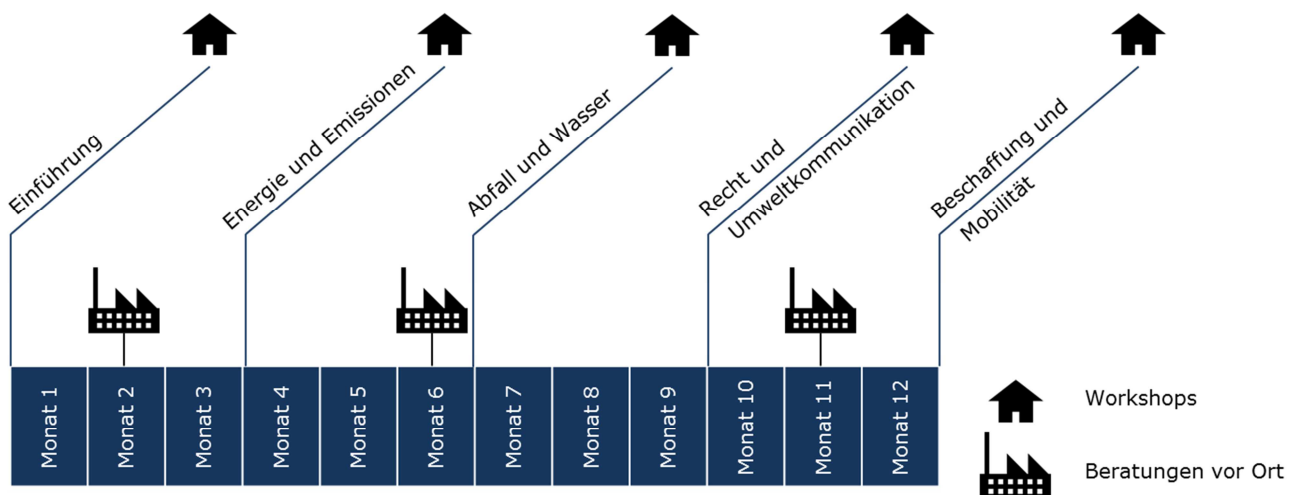 Einführung
Energie und Emissionen
Abfall und Wasser
Recht und
Umweltkommunikation
Beschaffung und
Mobilität
Monat 1
Monat 2
Monat 3
Monat 4
Monat 5
Monat 6
Monat 7
Monat 8
Monat 9
Monat 10
Monat 11
Monat 12
Workshops
Beratungen vor Ort